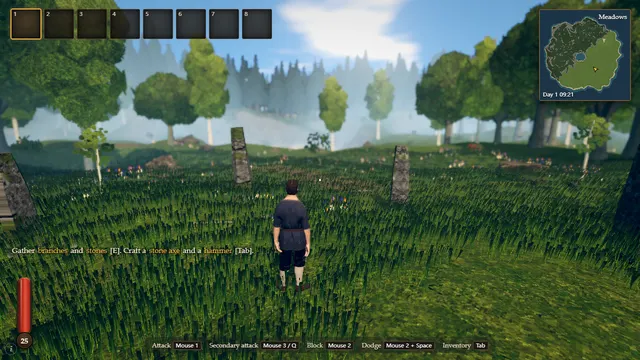 1 2 3 4 5 6 7 8
Meadows
Day 1 09:21
Gather branches and stones [E]. Craft a stone axe and a hammer [Tab].
25
Attack Mouse 1 Secondary attack Mouse 3 / Q Block Mouse 2 Dodge Mouse 2 + Space Inventory Tab